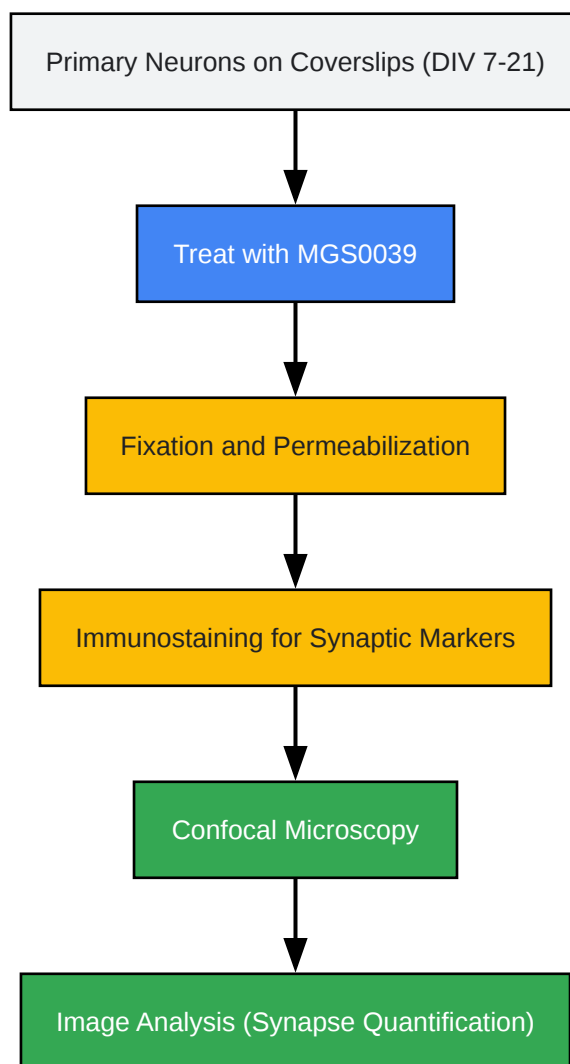 Primary Neurons on Coverslips (DIV 7-21)
Treat with MGS0039
Fixation and Permeabilization
Immunostaining for Synaptic Markers
Confocal Microscopy
Image Analysis (Synapse Quantification)